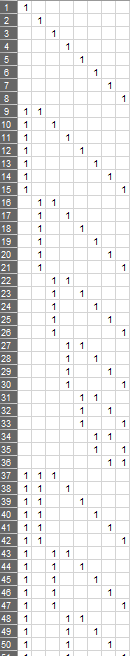 1 1
2 1
3 1
4 1
5 1
6 1
7 1
8 1
9 1 1
10 1 1
11 1 1
12 1 1
13 1 1
14 1 1
15 1 1
16 1 1
17 1 1
18 1 1
19 1 1
20 1 1
21 1 1
22 1 1
23 1 1
24 1 1
25 1 1
26 1 1
27 1 1
28 1 1
29 1 1
30 1 1
31 1 1
32 1 1
33 1 1
34 1 1
35 1 1
36 1 1
37 1 1 1
38 1 1 1
39 1 1 1
40 1 1 1
41 1 1 1
42 1 1 1
43 1 1 1
44 1 1 1
45 1 1 1
46 1 1 1
47 1 1 1
48 1 1 1
49 1 1 1
50 1 1 1